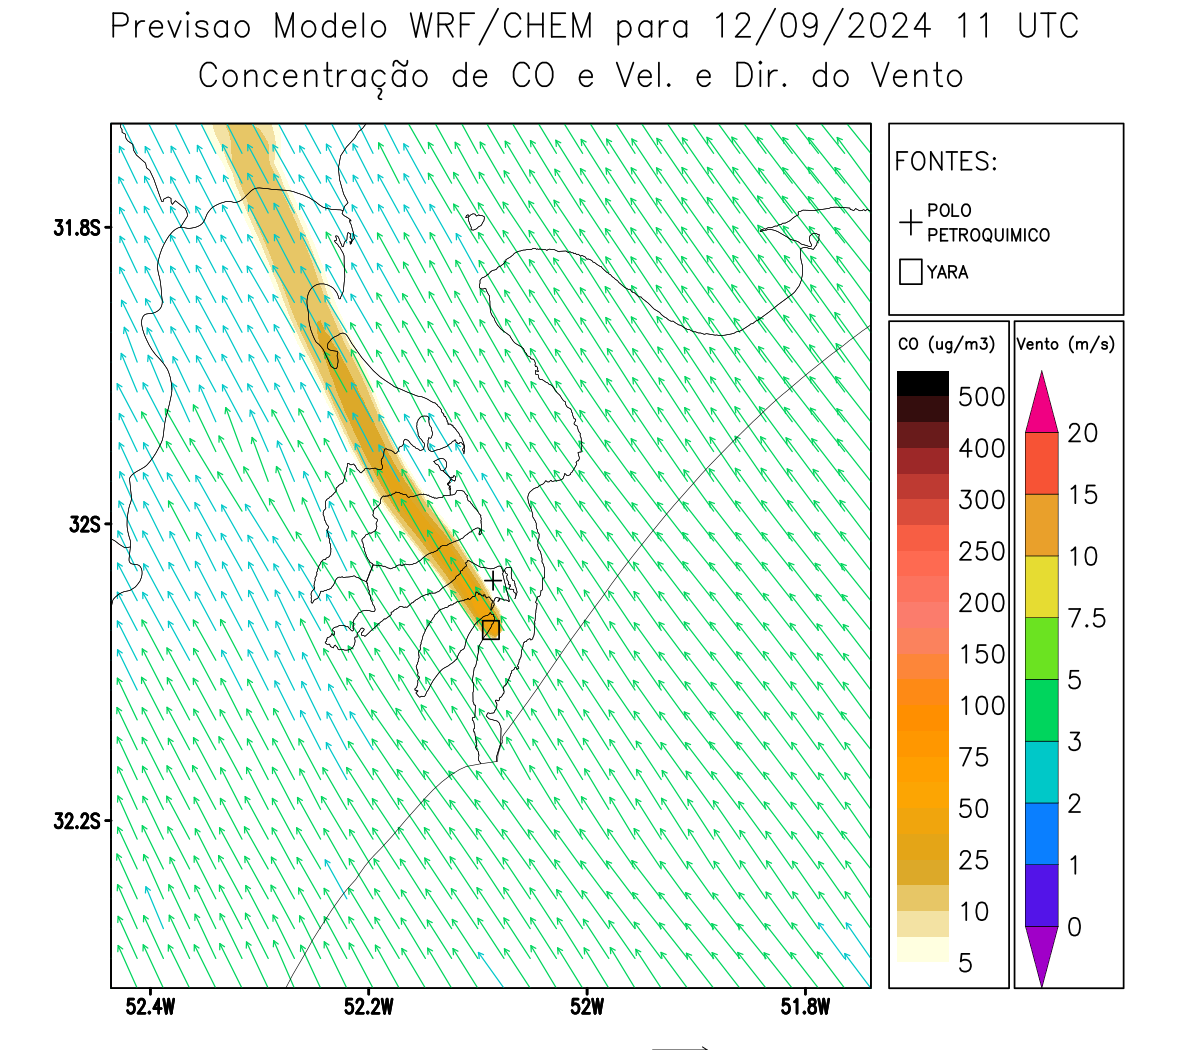 Previsao Modelo WRF/CHEM para 12/09/2024 11 UTC
Concentração de CO e Vel. e Dir. do Vento
FONTES:
POLO
PETROQUIMICO
YARA
31.8S
32S
32.2S
52.4W
52.2W
52W
51.8W
CO (ug/m3)
500
400
300
250
200
150
100
75
50
25
10
5
Vento (m/s)
20
15
10
7.5
5
3
2
1
0